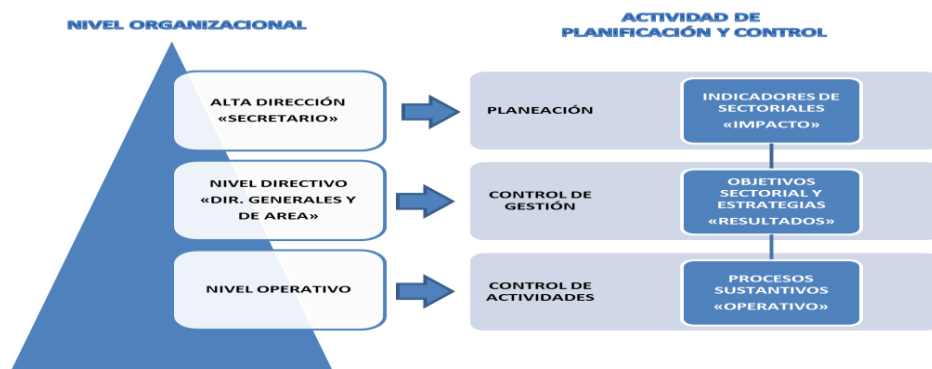 NIVEL ORGANIZACIONAL
ACTIVIDAD DE
PLANIFICACIÓN Y CONTROL
ALTA DIRECCIÓN
«SECRETARIO»
PLANEACIÓN
INDICADORES DE
SECTORIALES
«IMPACTO»
NIVEL DIRECTIVO
«DIR. GENERALES Y
DE AREA»
CONTROL DE
GESTIÓN
OBJETIVOS
SECTORIAL Y
ESTRATEGIAS
«RESULTADOS»
NIVEL OPERATIVO
CONTROL DE
ACTIVIDADES
PROCESOS
SUSTANTIVOS
«OPERATIVO»